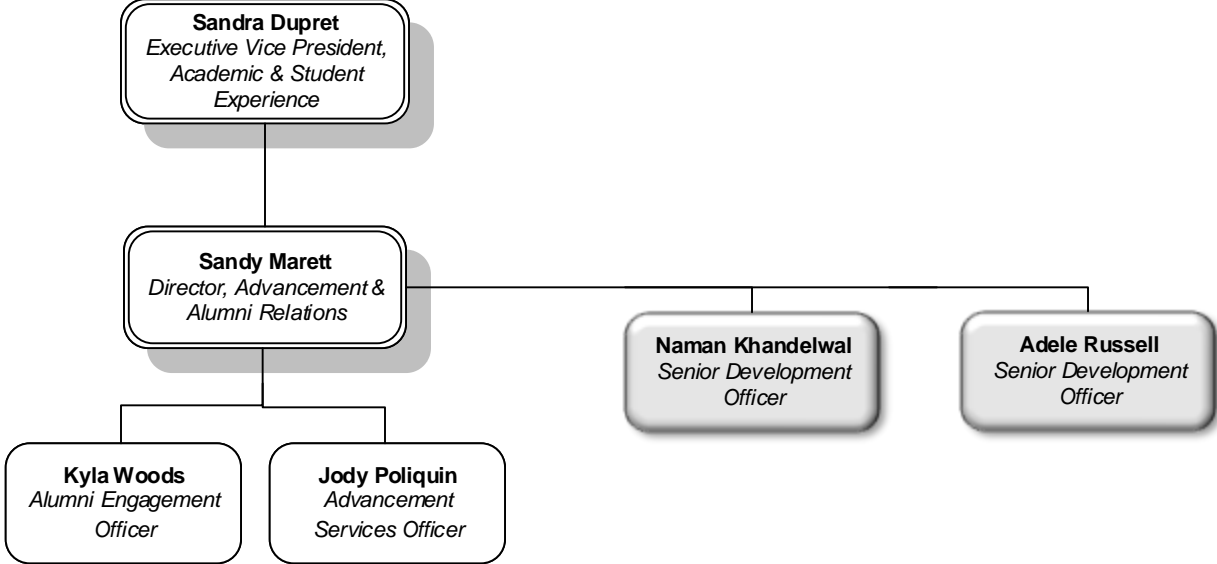 Sandra Dupret
Executive Vice President,
Academic & Student
Experience
Sandy Marett
Director, Advancement &
Alumni Relations
Naman Khandelwal
Senior Development
Officer
Adele Russell
Senior Development
Officer
Kyla Woods
Alumni Engagement
Officer
Jody Poliquin
Advancement
Services Officer